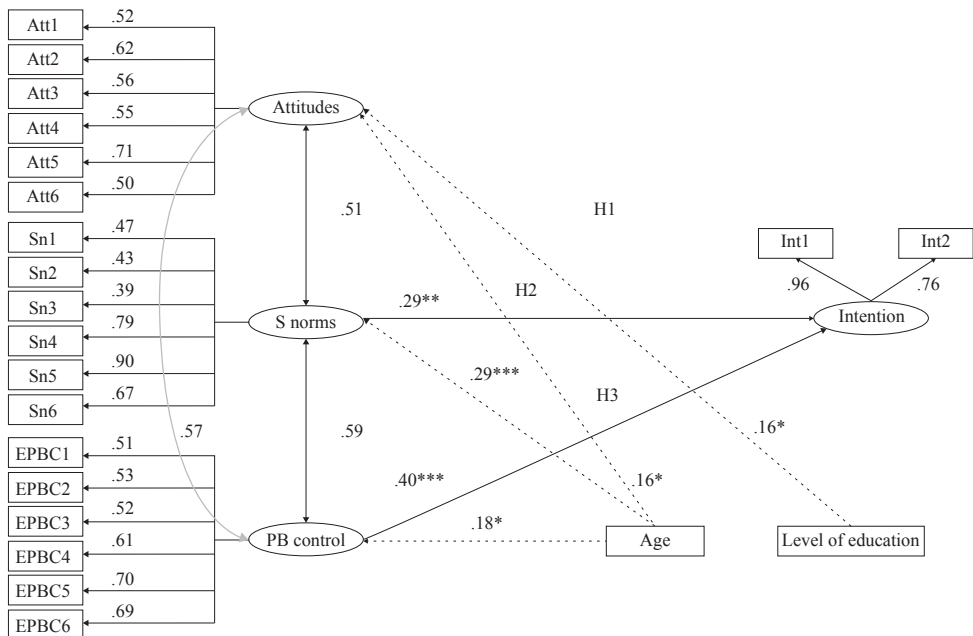 Att1 .52
Att2 .62
Att3 .56
Att4 .55
Att5 .71
Att6 .50
Attitudes
.51
H1
Sn1 .47
Sn2 .43
Sn3 .39
Sn4 .79
Sn5 .90
Sn6 .67
S norms
.29**
H2
Int1
Int2
.96
.76
Intention
.29***
H3
.57
.59
.16*
EPBC1 .51
EPBC2 .53
EPBC3 .52
EPBC4 .61
EPBC5 .70
EPBC6 .69
PB control
.40***
.18*
.16*
Age
Level of education